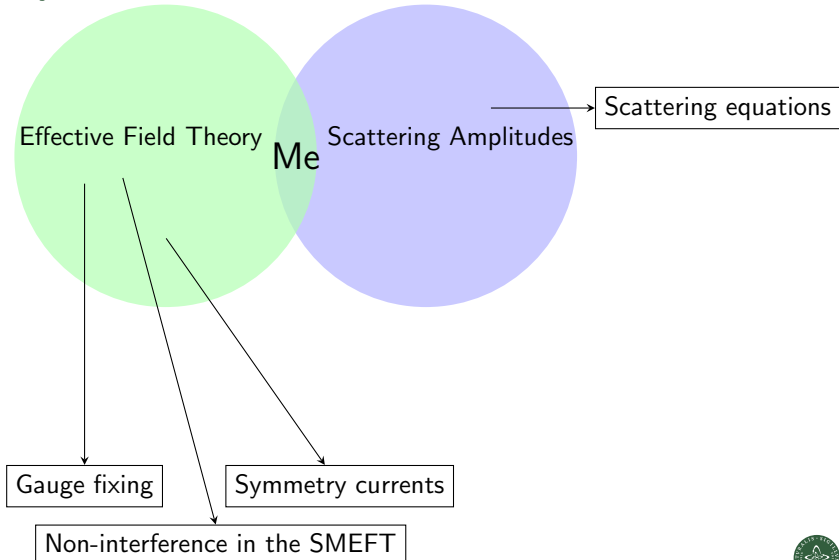 Effective Field Theory
Me
Scattering Amplitudes
Scattering equations
Gauge fixing
Symmetry currents
Non-interference in the SMEFT